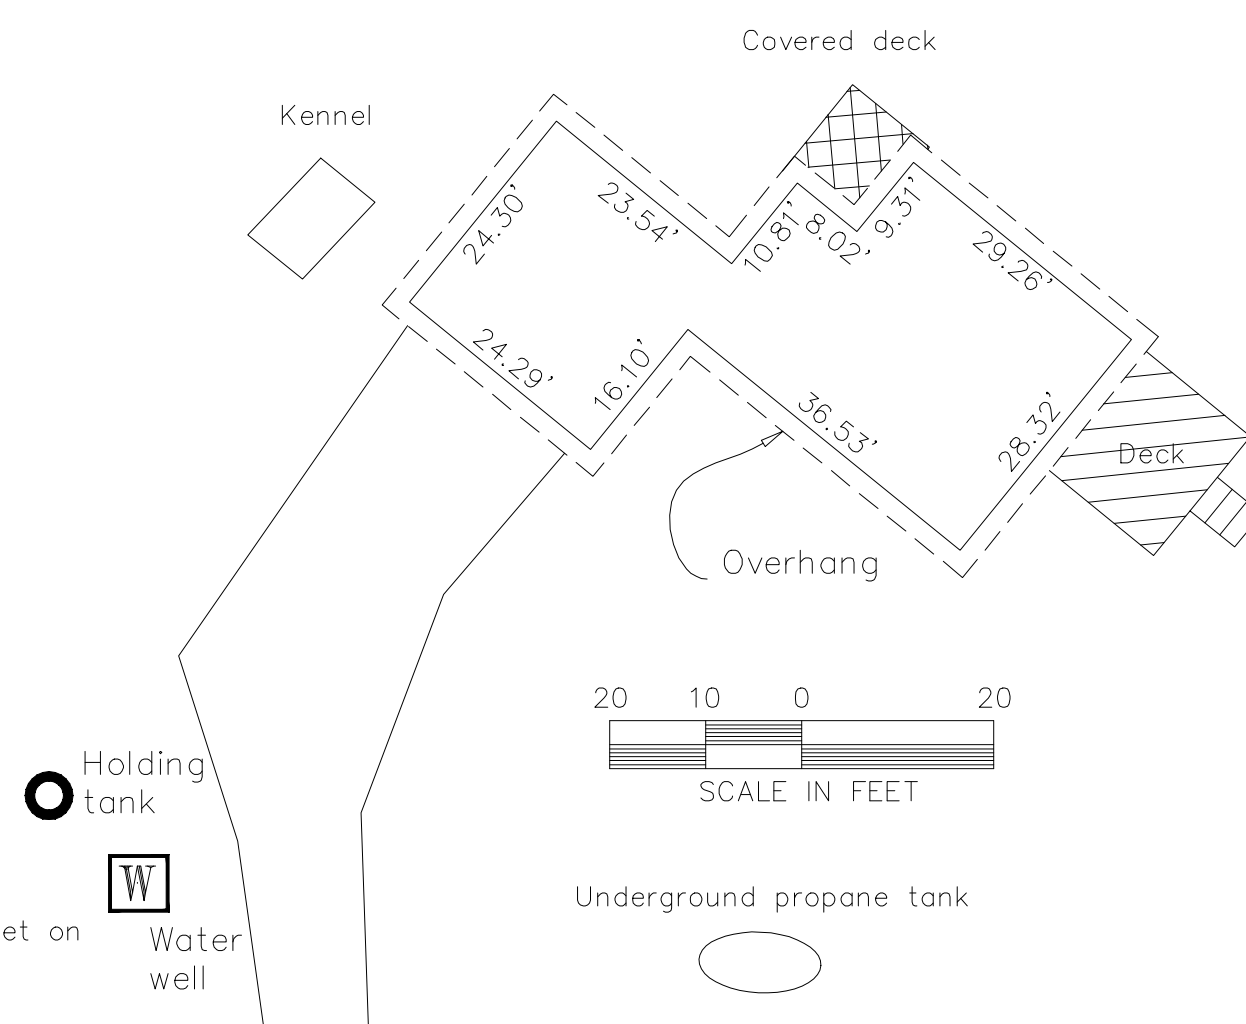 Covered deck
Kennel
24.30'
23.54'
10.81'
8.02'
9.31'
29.26'
24.29'
16.10'
36.53'
28.32'
Deck
Overhang
20 10 0 20
SCALE IN FEET
Holding
tank
W
et on
Water
well
Underground propane tank